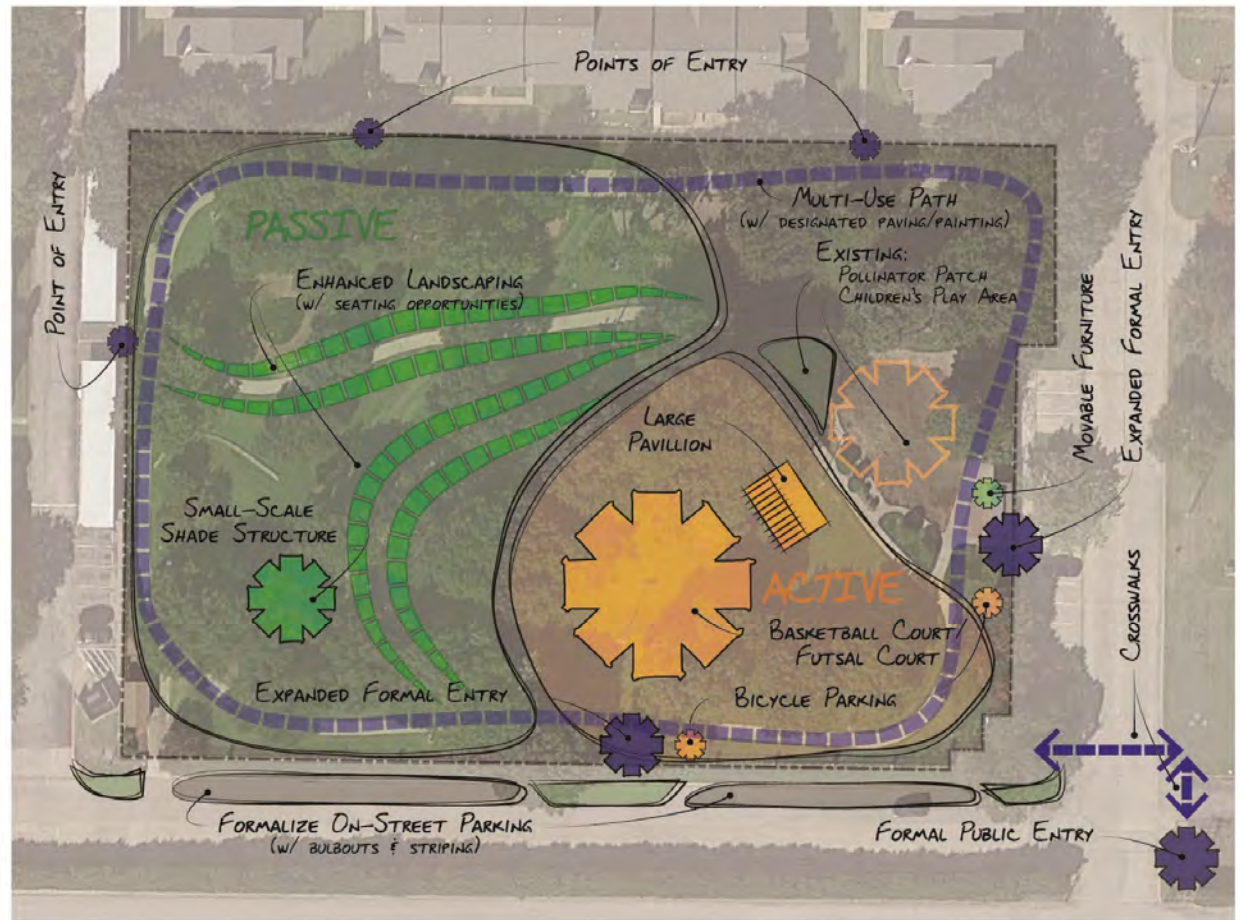 Points of Entry
Point of Entry
Passive
Multi-Use Path
(w/ designated paving/painting)
Enhanced Landscaping
(w/ seating opportunities)
Existing:
Pollinator Patch
Children's Play Area
Movable Furniture
Expanded Formal Entry
Large
Pavillion
Small-Scale
Shade Structure
Active
Basketball Court/
Futsal Court
Crosswalks
Expanded Formal Entry
Bicycle Parking
Formalize On-Street Parking
(w/ bulbouts & striping)
Formal Public Entry